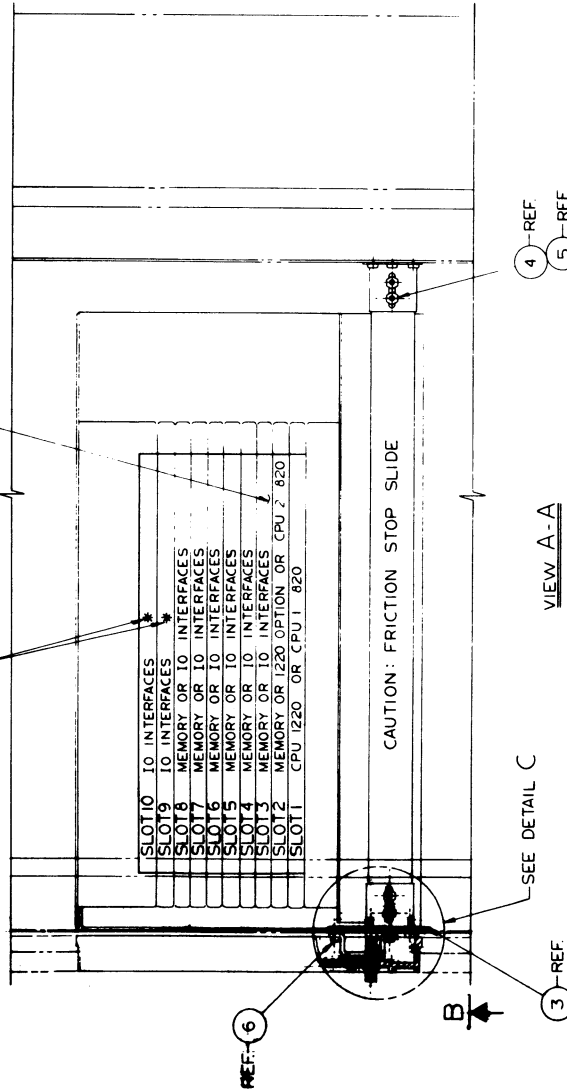 SLOT10 IO INTERFACES *
SLOT9 IO INTERFACES *
SLOT8 MEMORY OR IO INTERFACES
SLOT7 MEMORY OR IO INTERFACES
SLOT6 MEMORY OR IO INTERFACES
SLOT5 MEMORY OR IO INTERFACES
SLOT4 MEMORY OR IO INTERFACES
SLOT3 MEMORY OR IO INTERFACES
SLOT2 MEMORY OR 1220 OPTION OR CPU 2 820
SLOT1 CPU 1220 OR CPU 1 820
CAUTION: FRICTION STOP SLIDE
4 REF.
5 REF
REF. 6
SEE DETAIL C
3 REF.
B
VIEW A-A